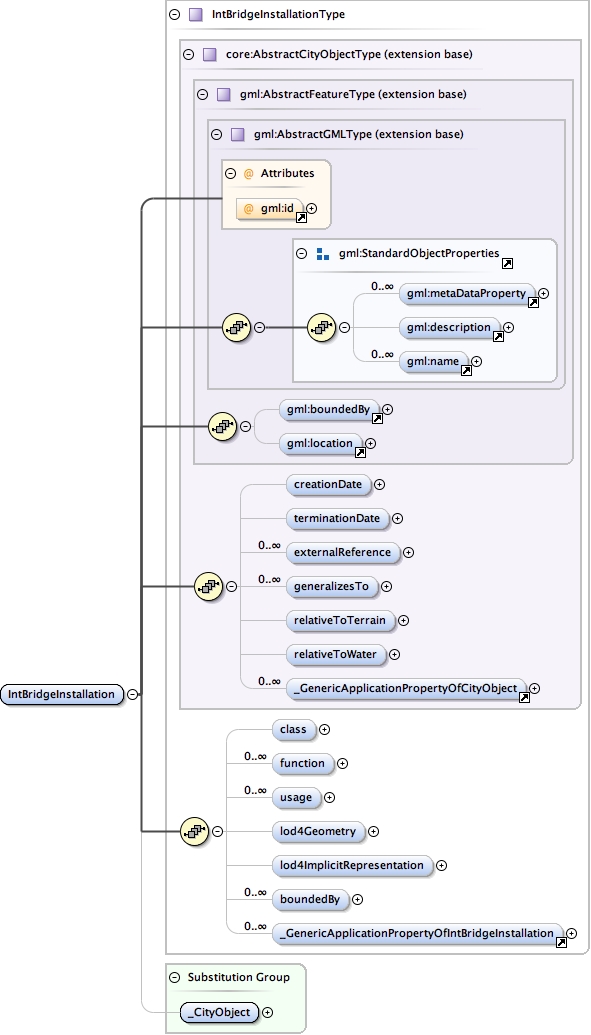 IntBridgeInstallationType
core:AbstractCityObjectType (extension base)
gml:AbstractFeatureType (extension base)
gml:AbstractGMLType (extension base)
@ Attributes
@ gml:id
gml:StandardObjectProperties
0..∞
gml:metaDataProperty
gml:description
0..∞
gml:name
gml:boundedBy
gml:location
creationDate
terminationDate
0..∞
externalReference
0..∞
generalizesTo
relativeToTerrain
relativeToWater
0..∞
_GenericApplicationPropertyOfCityObject
IntBridgeInstallation
class
0..∞
function
0..∞
usage
lod4Geometry
lod4ImplicitRepresentation
0..∞
boundedBy
0..∞
_GenericApplicationPropertyOfIntBridgeInstallation
Substitution Group
_CityObject